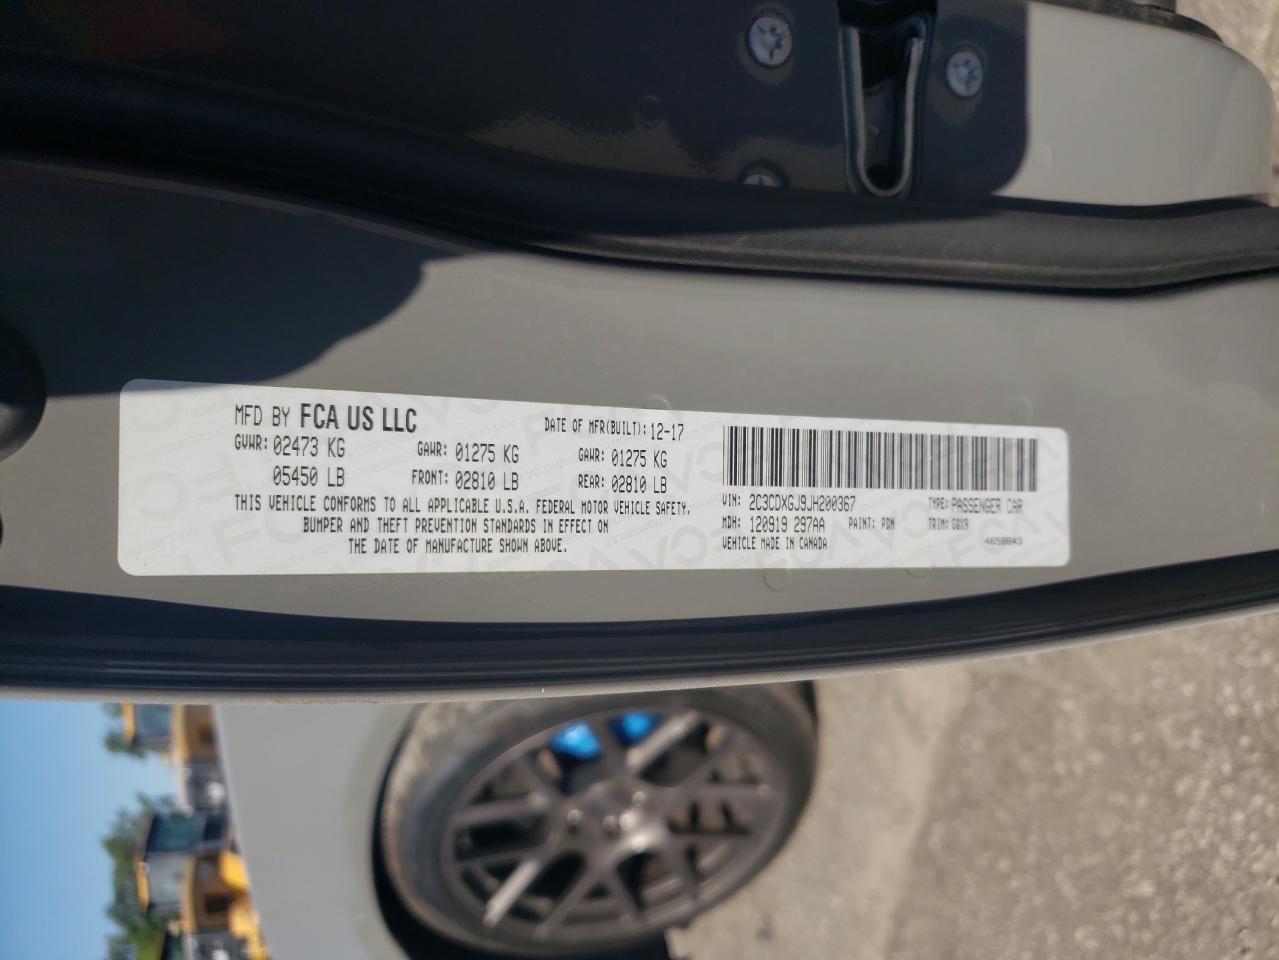 MFD BY FCA US LLC
DATE OF MFR(BUILT): 12-17
GVWR: 02473 KG GAWR: 01275 KG GAWR: 01275 KG
05450 LB FRONT: 02810 LB REAR: 02810 LB
THIS VEHICLE CONFORMS TO ALL APPLICABLE U.S.A. FEDERAL MOTOR VEHICLE SAFETY,
BUMPER AND THEFT PREVENTION STANDARDS IN EFFECT ON
THE DATE OF MANUFACTURE SHOWN ABOVE.
VIN: 2C3CDXGJ9JH200367 TYPE: PASSENGER CAR
MDH: 120919 297AA PAINT: PDN TRIM: GQX9
VEHICLE MADE IN CANADA 4658843